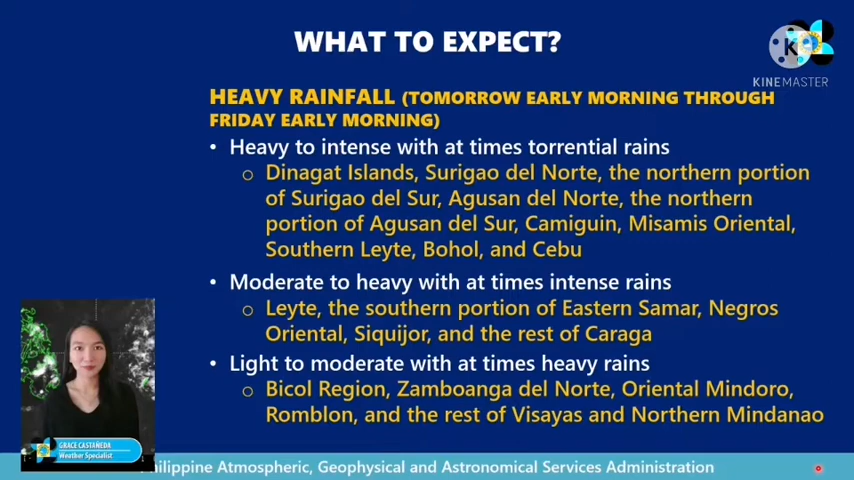 WHAT TO EXPECT?
K
KINEMASTER
HEAVY RAINFALL (TOMORROW EARLY MORNING THROUGH
FRIDAY EARLY MORNING)
• Heavy to intense with at times torrential rains
o Dinagat Islands, Surigao del Norte, the northern portion
of Surigao del Sur, Agusan del Norte, the northern
portion of Agusan del Sur, Camiguin, Misamis Oriental,
Southern Leyte, Bohol, and Cebu
• Moderate to heavy with at times intense rains
o Leyte, the southern portion of Eastern Samar, Negros
Oriental, Siquijor, and the rest of Caraga
• Light to moderate with at times heavy rains
o Bicol Region, Zamboanga del Norte, Oriental Mindoro,
Romblon, and the rest of Visayas and Northern Mindanao
GRACE CASTAÑEDA
Weather Specialist
Philippine Atmospheric, Geophysical and Astronomical Services Administration